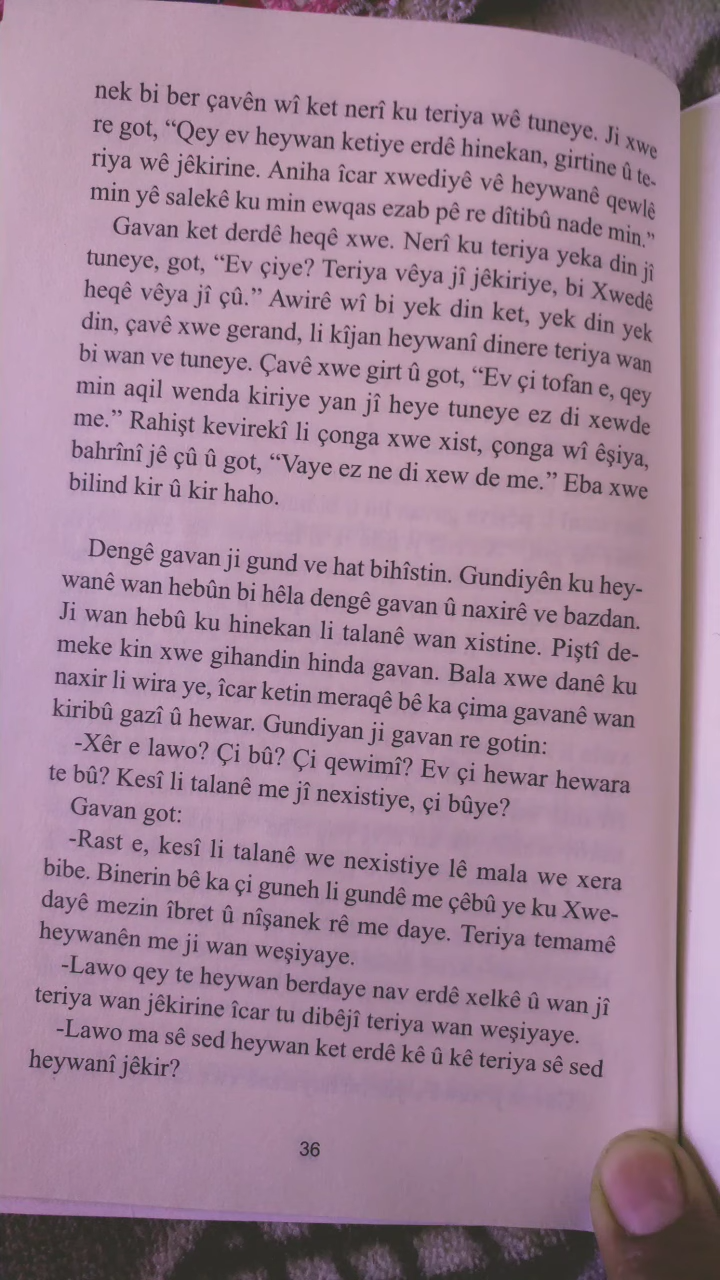 nek bi ber çavên wî ket nerî ku teriya wê tuneye. Ji xwe
re got, “Qey ev heywan ketiye erdê hinekan, girtine û te-
riya wê jêkirine. Aniha îcar xwediyê vê heywanê qewlê
min yê salekê ku min ewqas ezab pê re dîtibû nade min.”
Gavan ket derdê heqê xwe. Nerî ku teriya yeka din jî
tuneye, got, “Ev çiye? Teriya vêya jî jêkiriye, bi Xwedê
heqê vêya jî çû.” Awirê wî bi yek din ket, yek din yek
din, çavê xwe gerand, li kîjan heywanî dinere teriya wan
bi wan ve tuneye. Çavê xwe girt û got, “Ev çi tofan e, qey
min aqil wenda kiriye yan jî heye tuneye ez di xewde
me.” Rahişt kevirekî li çonga xwe xist, çonga wî êşiya,
bahrînî jê çû û got, “Vaye ez ne di xew de me.” Eba xwe
bilind kir û kir haho.
Dengê gavan ji gund ve hat bihîstin. Gundiyên ku hey-
wanê wan hebûn bi hêla dengê gavan û naxirê ve bazdan.
Ji wan hebû ku hinekan li talanê wan xistine. Piştî de-
meke kin xwe gihandin hinda gavan. Bala xwe danê ku
naxir li wira ye, îcar ketin meraqê bê ka çima gavanê wan
kiribû gazî û hewar. Gundiyan ji gavan re gotin:
-Xêr e lawo? Çi bû? Çi qewimî? Ev çi hewar hewara
te bû? Kesî li talanê me jî nexistiye, çi bûye?
Gavan got:
-Rast e, kesî li talanê we nexistiye lê mala we xera
bibe. Binerin bê ka çi guneh li gundê me çêbû ye ku Xwe-
dayê mezin îbret û nîşanek rê me daye. Teriya temamê
heywanên me ji wan weşiyaye.
-Lawo qey te heywan berdaye nav erdê xelkê û wan jî
teriya wan jêkirine îcar tu dibêjî teriya wan weşiyaye.
-Lawo ma sê sed heywan ket erdê kê û kê teriya sê sed
heywanî jêkir?
36